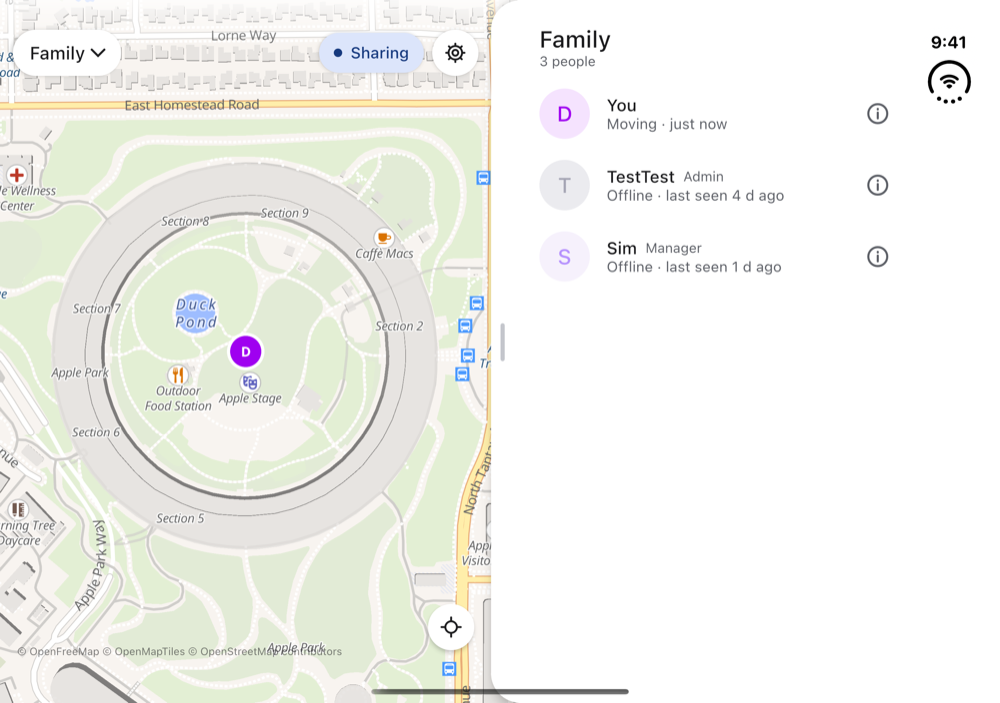 Lorne Way
Family
Sharing
East Homestead Road
Wellness
Center
Section 9
Section 8
Caffè Macs
Duck
Pond
Section 7
Section 2
D
Apple Park
Outdoor
Food Station
Apple Stage
Section 6
Section 5
Daycare
Apple Park Way
Apple Park
© OpenFreeMap © OpenMapTiles © OpenStreetMap contributors
Family
3 people
9:41
D
You
Moving · just now
T
TestTest Admin
Offline · last seen 4 d ago
S
Sim Manager
Offline · last seen 1 d ago